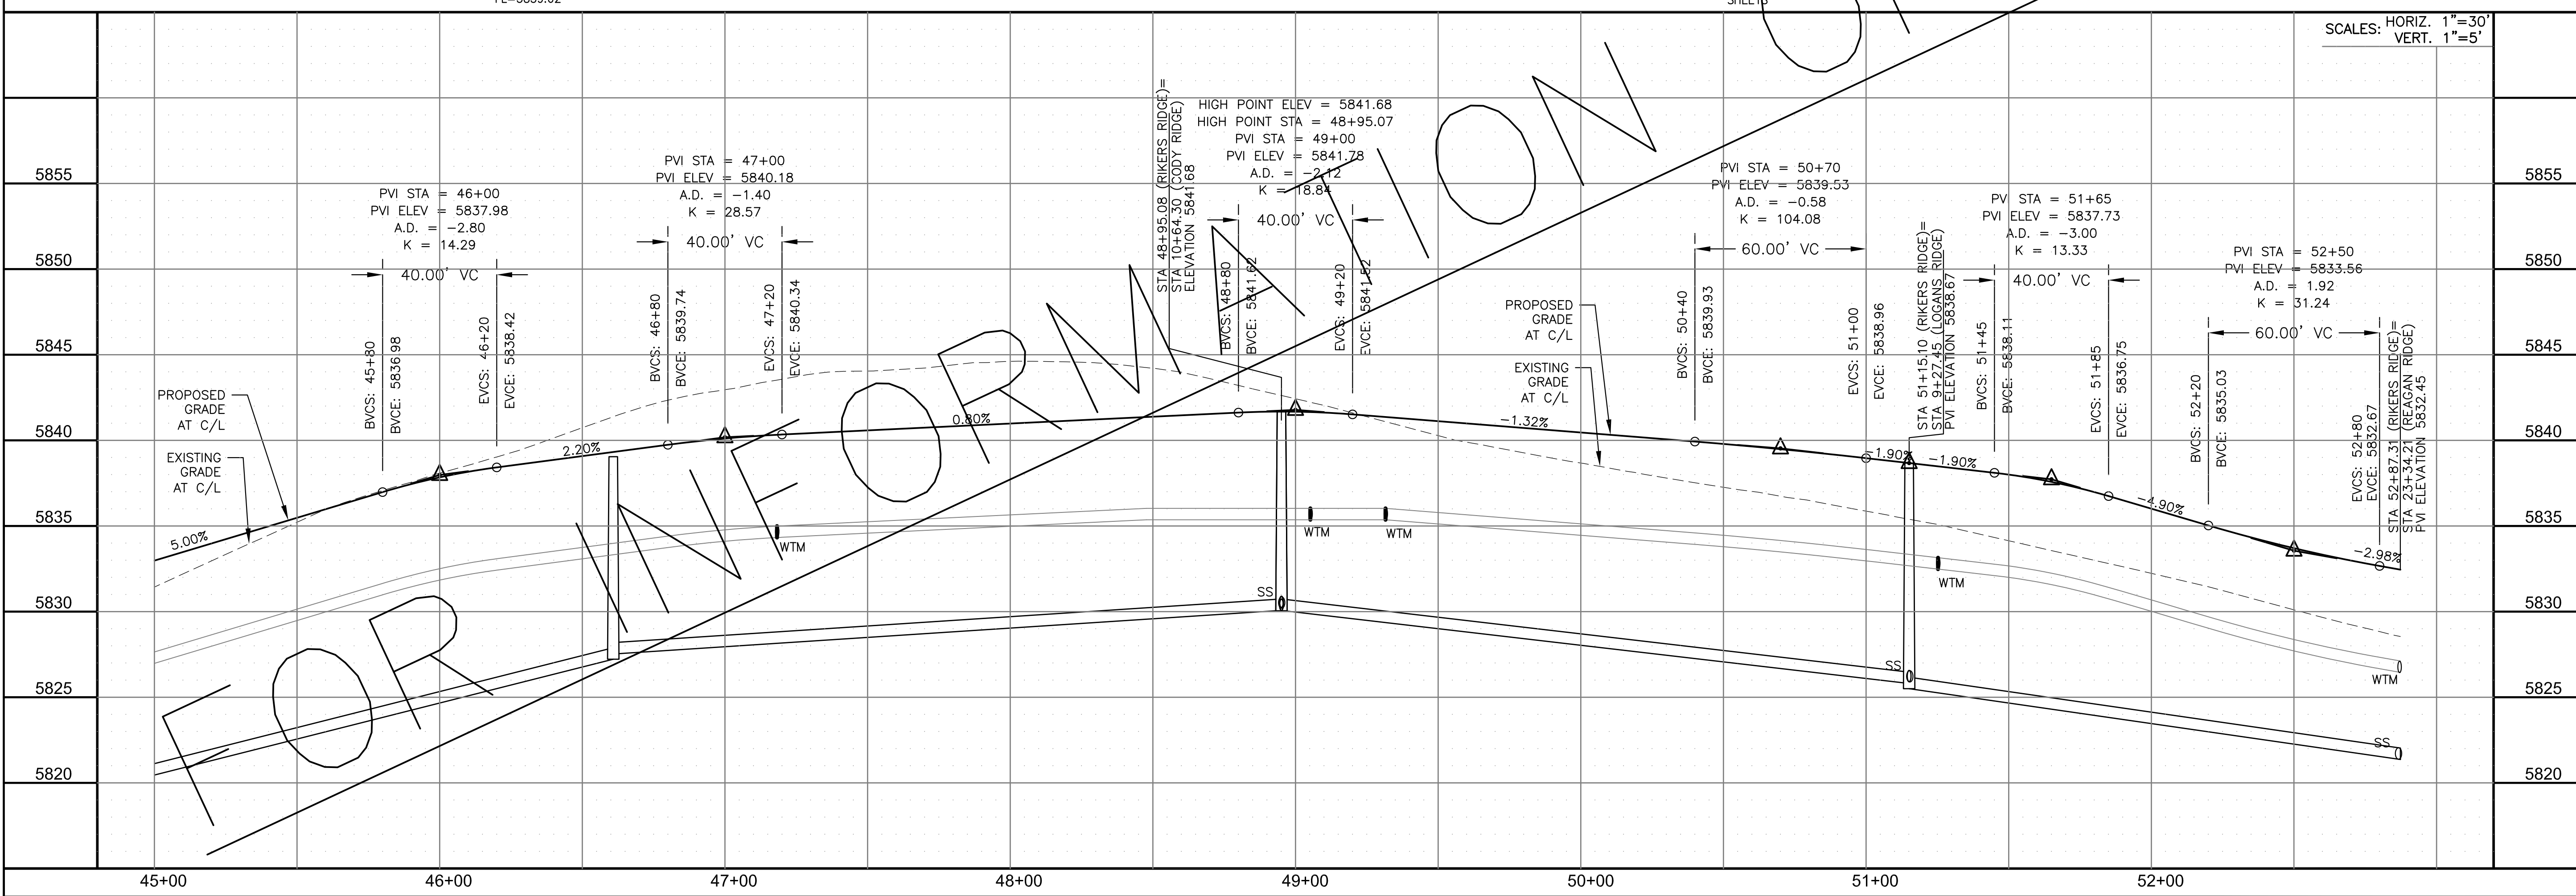 SCALES: HORIZ. 1"=30'
VERT. 1"=5'
5855
5850
5845
5840
5835
5830
5825
5820
PROPOSED
GRADE
AT C/L
EXISTING
GRADE
AT C/L
5.00%
PVI STA = 46+00
PVI ELEV = 5837.98
A.D. = -2.80
K = 14.29
40.00' VC
BVCS: 45+80
BVCE: 5836.98
EVCS: 46+20
EVCE: 5838.42
2.20%
PVI STA = 47+00
PVI ELEV = 5840.18
A.D. = -1.40
K = 28.57
40.00' VC
BVCS: 46+80
BVCE: 5839.74
EVCS: 47+20
EVCE: 5840.34
0.80%
STA 48+95.08 (RIKERS RIDGE)=
STA 10+64.30 (CODY RIDGE)
ELEVATION 5841.68
HIGH POINT ELEV = 5841.68
HIGH POINT STA = 48+95.07
PVI STA = 49+00
PVI ELEV = 5841.78
A.D. = -2.12
K = 18.84
40.00' VC
BVCS: 48+80
BVCE: 5841.62
EVCS: 49+20
EVCE: 5841.52
-1.32%
PROPOSED
GRADE
AT C/L
EXISTING
GRADE
AT C/L
PVI STA = 50+70
PVI ELEV = 5839.53
A.D. = -0.58
K = 104.08
60.00' VC
BVCS: 50+40
BVCE: 5839.93
EVCS: 51+00
EVCE: 5838.96
-1.90%
STA 51+15.10 (RIKERS RIDGE)=
STA 9+27.45 (LOGANS RIDGE)
PVI ELEVATION 5838.67
-1.90%
PV STA = 51+65
PVI ELEV = 5837.73
A.D. = -3.00
K = 13.33
40.00' VC
BVCS: 51+45
BVCE: 5838.11
EVCS: 51+85
EVCE: 5836.75
-4.90%
PVI STA = 52+50
PVI ELEV = 5833.56
A.D. = 1.92
K = 31.24
60.00' VC
BVCS: 52+20
BVCE: 5835.03
EVCS: 52+80
EVCE: 5832.67
STA 52+87.31 (RIKERS RIDGE)=
STA 23+34.21 (REAGAN RIDGE)
PVI ELEVATION 5832.45
-2.98%
WTM
WTM
WTM
WTM
WTM
SS
SS
SS
FOR INFORMATION
5855
5850
5845
5840
5835
5830
5825
5820
45+00
46+00
47+00
48+00
49+00
50+00
51+00
52+00